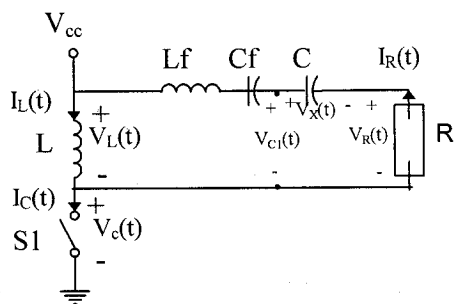 Vcc
Lf Cf C IR(t)
IL(t)
+ + + Vx(t) - +
L VL(t) VC1(t) VR(t) R
- - -
IC(t)
+
S1 Vc(t)
-